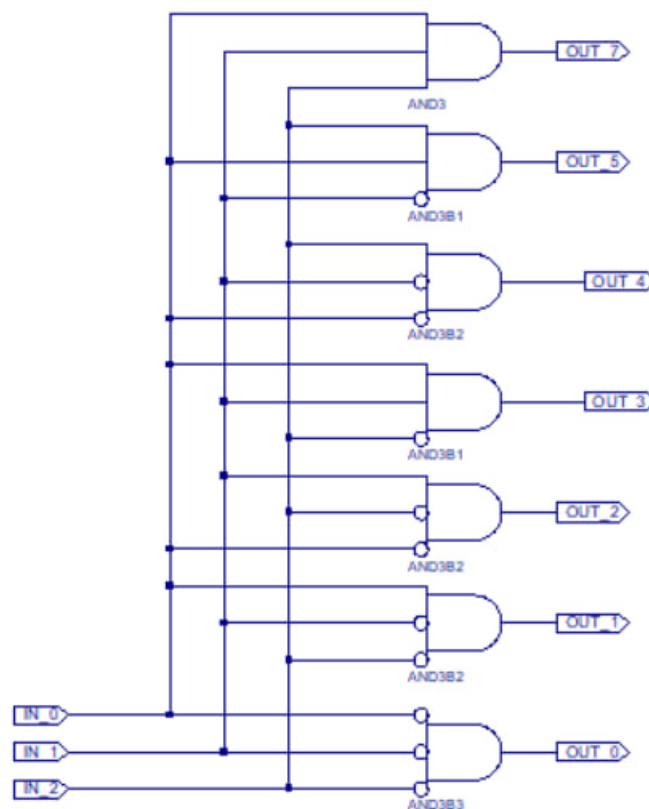 OUT_7
AND3
OUT_5
AND3B1
OUT_4
AND3B2
OUT_3
AND3B1
OUT_2
AND3B2
OUT_1
AND3B2
IN_0
IN_1
OUT_0
IN_2
AND3B3